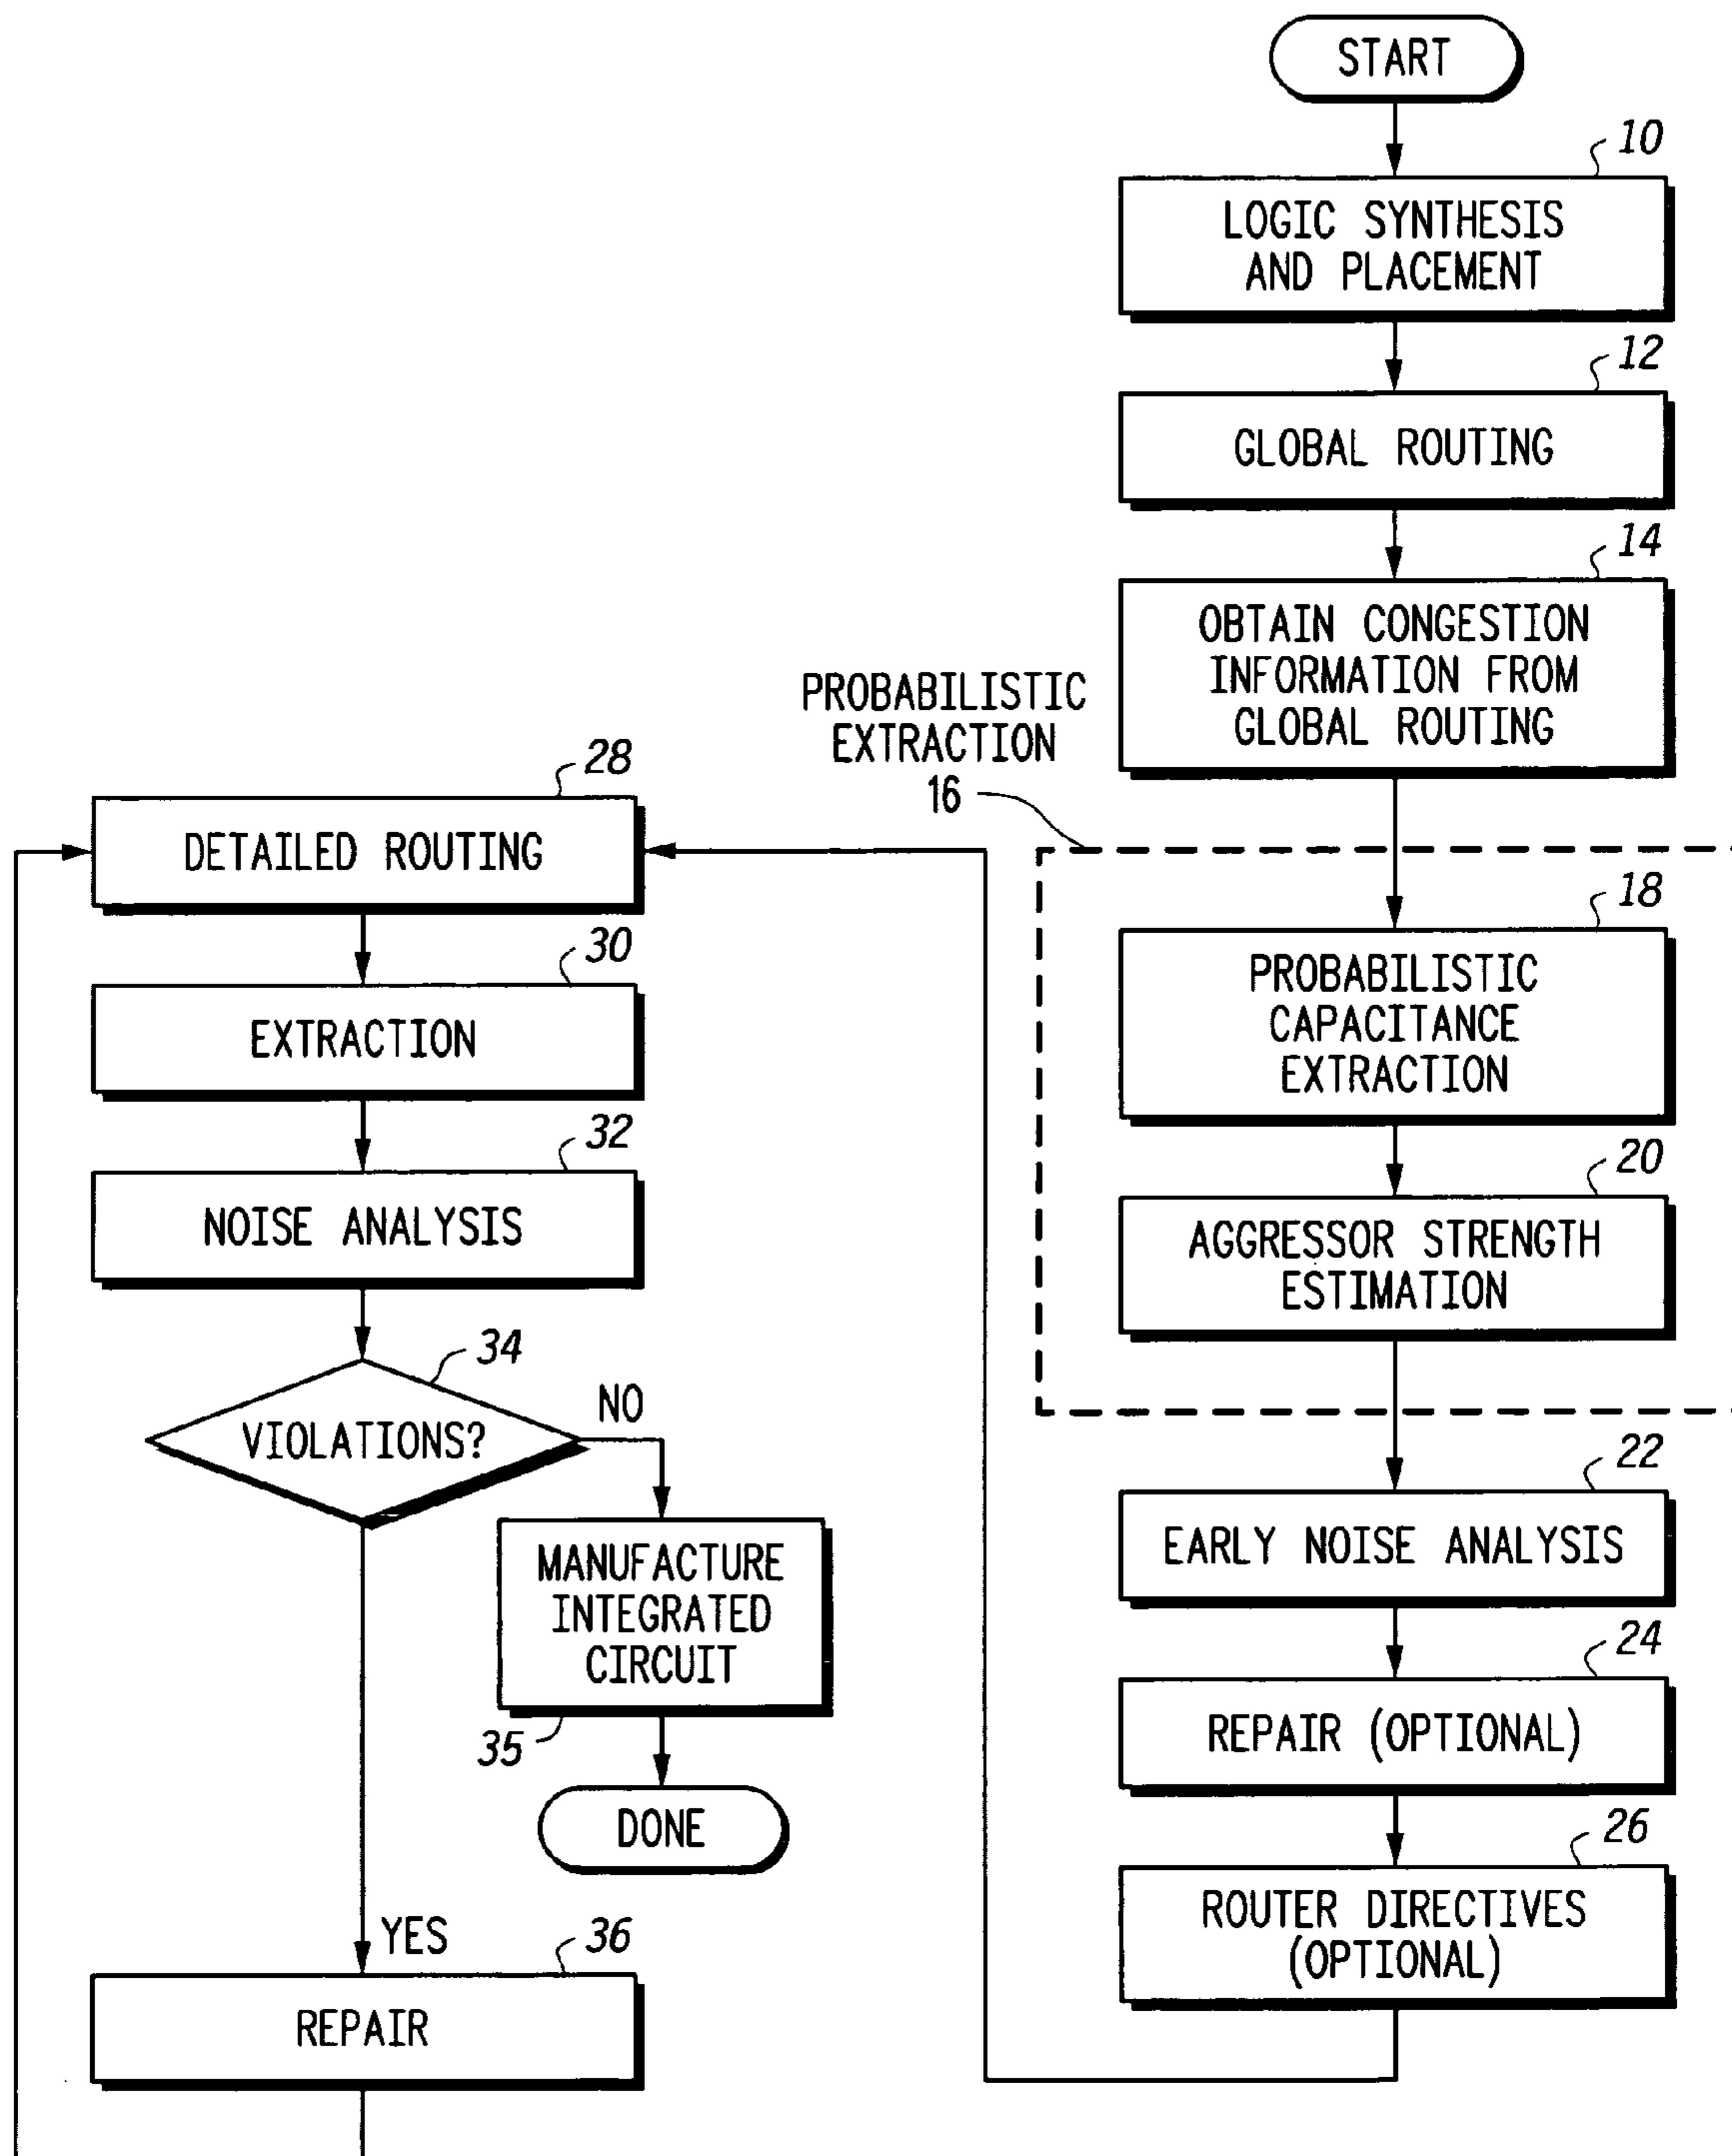 START
10
LOGIC SYNTHESIS
AND PLACEMENT
12
GLOBAL ROUTING
14
OBTAIN CONGESTION
INFORMATION FROM
GLOBAL ROUTING
PROBABILISTIC
EXTRACTION
16
18
PROBABILISTIC
CAPACITANCE
EXTRACTION
20
AGGRESSOR STRENGTH
ESTIMATION
22
EARLY NOISE ANALYSIS
24
REPAIR (OPTIONAL)
26
ROUTER DIRECTIVES
(OPTIONAL)
28
DETAILED ROUTING
30
EXTRACTION
32
NOISE ANALYSIS
34
VIOLATIONS?
NO
MANUFACTURE
INTEGRATED
CIRCUIT
35
DONE
YES
36
REPAIR